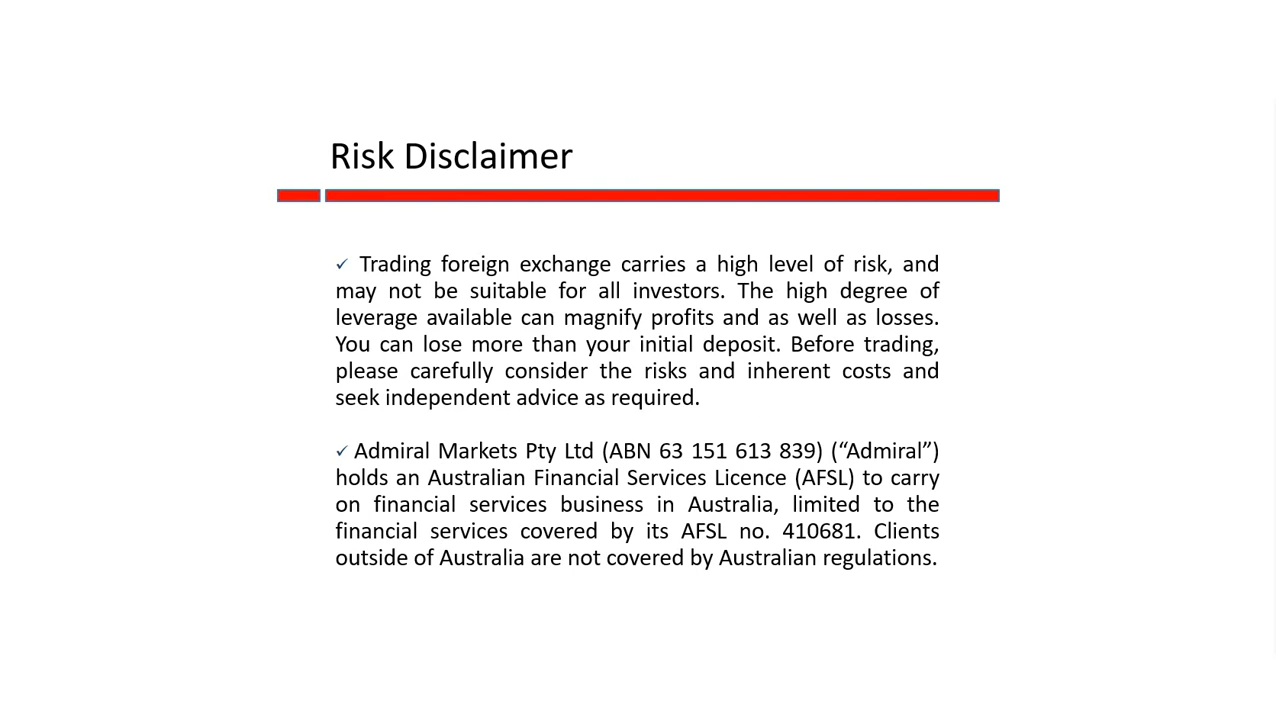 Risk Disclaimer
✓ Trading foreign exchange carries a high level of risk, and
may not be suitable for all investors. The high degree of
leverage available can magnify profits and as well as losses.
You can lose more than your initial deposit. Before trading,
please carefully consider the risks and inherent costs and
seek independent advice as required.
✓ Admiral Markets Pty Ltd (ABN 63 151 613 839) (“Admiral”)
holds an Australian Financial Services Licence (AFSL) to carry
on financial services business in Australia, limited to the
financial services covered by its AFSL no. 410681. Clients
outside of Australia are not covered by Australian regulations.